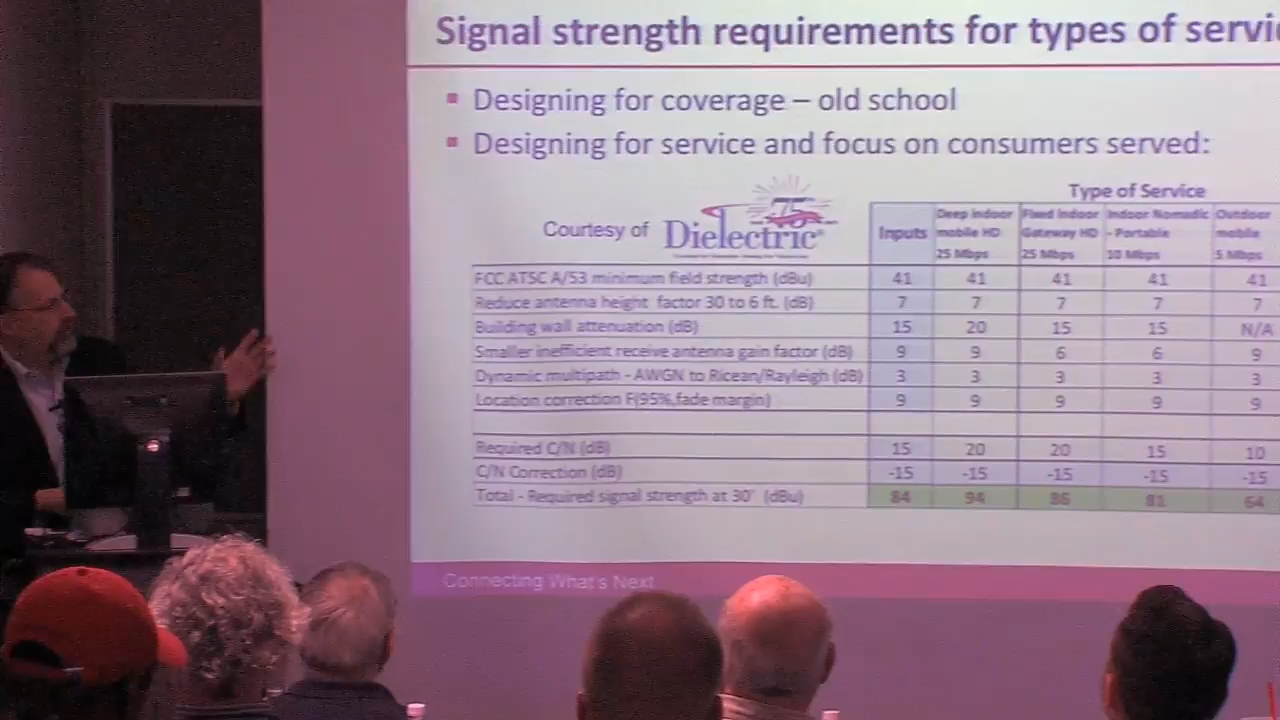 Signal strength requirements for types of servi
Designing for coverage – old school
Designing for service and focus on consumers served:
Type of Service
Courtesy of Dielectric 75
Inputs
Deep Indoor mobile HD 25 Mbps
Fixed Indoor Gateway HD 25 Mbps
Indoor Nomadic - Portable 10 Mbps
Outdoor mobile 5 Mbps
FCC ATSC A/53 minimum field strength (dBu) 41 41 41 41 41
Reduce antenna height factor 30 to 6 ft. (dB) 7 7 7 7 7
Building wall attenuation (dB) 15 20 15 15 N/A
Smaller inefficient receive antenna gain factor (dB) 9 9 6 6 9
Dynamic multipath - AWGN to Ricean/Rayleigh (dB) 3 3 3 3 3
Location correction F(95%,fade margin) 9 9 9 9 9
Required C/N (dB) 15 20 20 15 10
C/N Correction (dB) -15 -15 -15 -15 -15
Total - Required signal strength at 30' (dBu) 84 94 86 81 64
Connecting What's Next